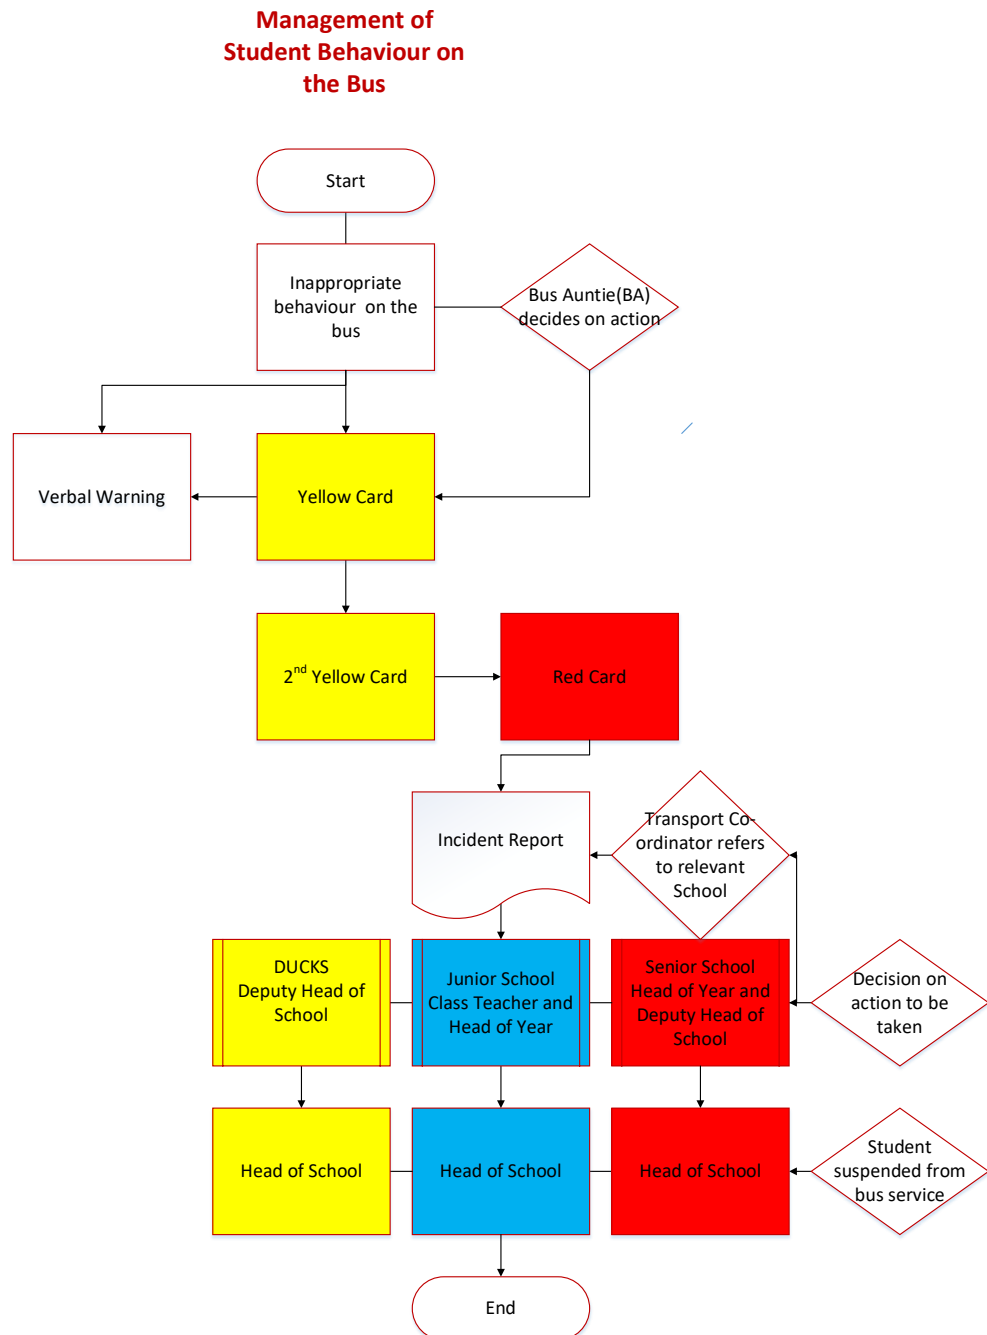 Management of
Student Behaviour on
the Bus
Start
Inappropriate
behaviour on the
bus
Bus Auntie(BA)
decides on action
Verbal Warning
Yellow Card
2nd Yellow Card
Red Card
Incident Report
Transport Co-
ordinator refers
to relevant
School
DUCKS
Deputy Head of
School
Junior School
Class Teacher and
Head of Year
Senior School
Head of Year and
Deputy Head of
School
Decision on
action to be
taken
Head of School
Head of School
Head of School
Student
suspended from
bus service
End